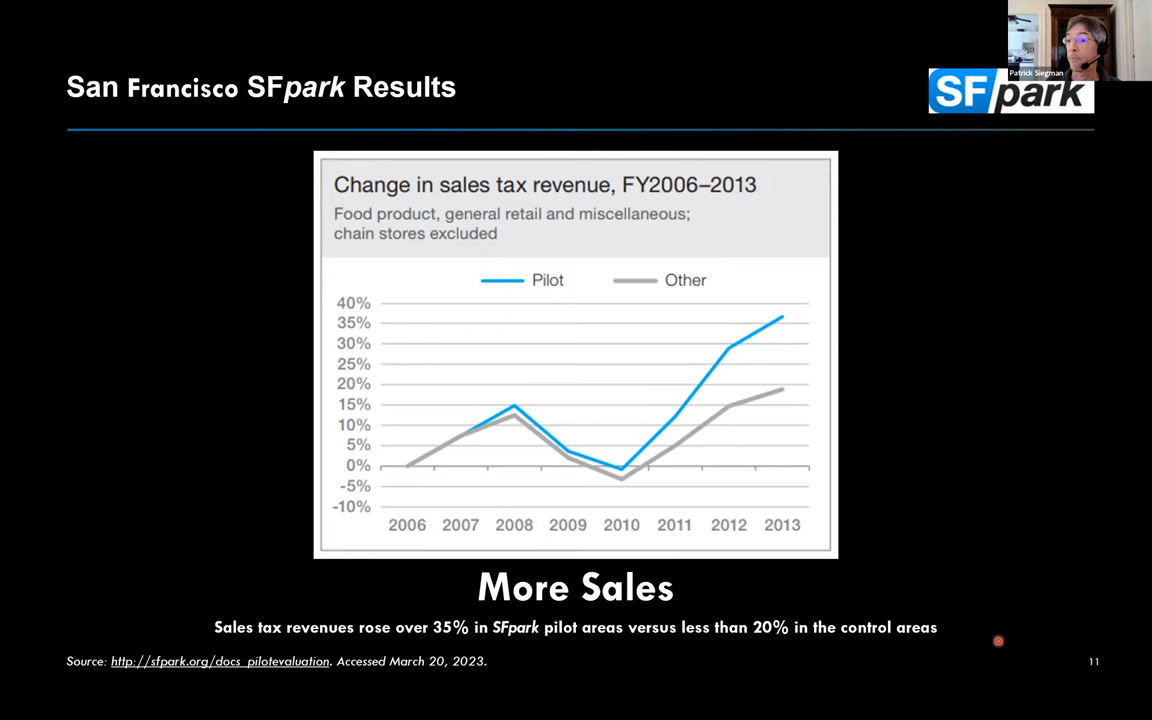 Patrick Siegman
San Francisco SFpark Results
SFpark
Change in sales tax revenue, FY2006–2013
Food product, general retail and miscellaneous;
chain stores excluded
Pilot Other
40%
35%
30%
25%
20%
15%
10%
5%
0%
-5%
-10%
2006 2007 2008 2009 2010 2011 2012 2013
More Sales
Sales tax revenues rose over 35% in SFpark pilot areas versus less than 20% in the control areas
Source: http://sfpark.org/docs_pilotevaluation. Accessed March 20, 2023.
11